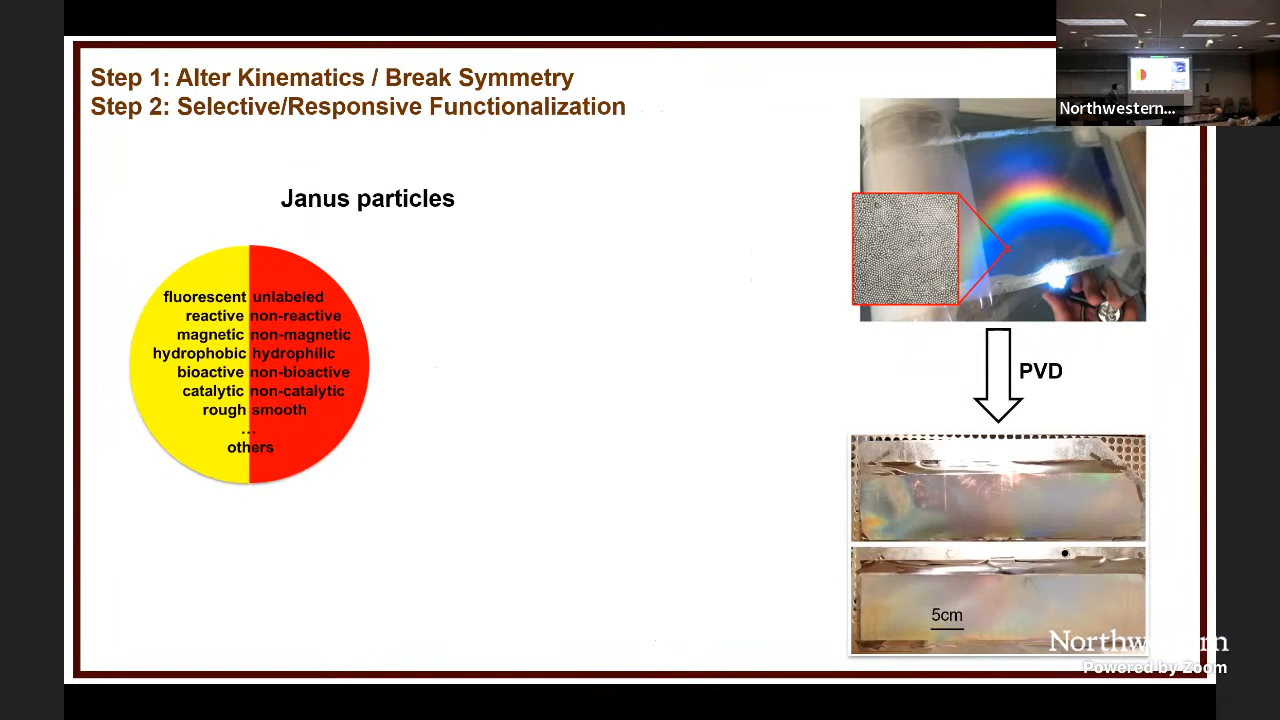 Step 1: Alter Kinematics / Break Symmetry
Step 2: Selective/Responsive Functionalization
Northwestern...
Janus particles
fluorescent unlabeled
reactive non-reactive
magnetic non-magnetic
hydrophobic hydrophilic
bioactive non-bioactive
catalytic non-catalytic
rough smooth
...
others
PVD
5cm
Northwestern
Powered by Zoom